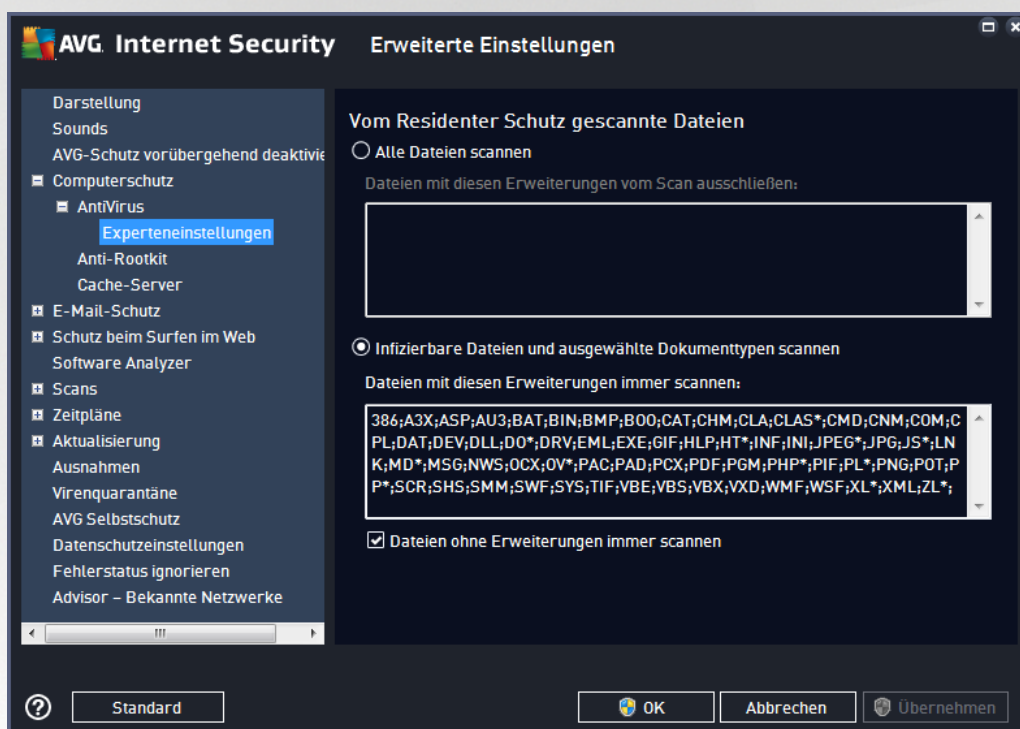 AVG. Internet Security
Erweiterte Einstellungen
Darstellung
Sounds
AVG-Schutz vorübergehend deaktivie
Computerschutz
AntiVirus
Experteneinstellungen
Anti-Rootkit
Cache-Server
E-Mail-Schutz
Schutz beim Surfen im Web
Software Analyzer
Scans
Zeitpläne
Aktualisierung
Ausnahmen
Virenquarantäne
AVG Selbstschutz
Datenschutzeinstellungen
Fehlerstatus ignorieren
Advisor – Bekannte Netzwerke
Vom Residenter Schutz gescannte Dateien
Alle Dateien scannen
Dateien mit diesen Erweiterungen vom Scan ausschließen:
Infizierbare Dateien und ausgewählte Dokumenttypen scannen
Dateien mit diesen Erweiterungen immer scannen:
386;A3X;ASP;AU3;BAT;BIN;BMP;BOO;CAT;CHM;CLA;CLAS*;CMD;CNM;COM;C
PL;DAT;DEV;DLL;DO*;DRV;EML;EXE;GIF;HLP;HT*;INF;INI;JPEG*;JPG;JS*;LN
K;MD*;MSG;NWS;OCX;OV*;PAC;PAD;PCX;PDF;PGM;PHP*;PIF;PL*;PNG;POT;P
P*;SCR;SHS;SMM;SWF;SYS;TIF;VBE;VBS;VBX;VXD;WMF;WSF;XL*;XML;ZL*;
Dateien ohne Erweiterungen immer scannen
Standard
OK
Abbrechen
Übernehmen